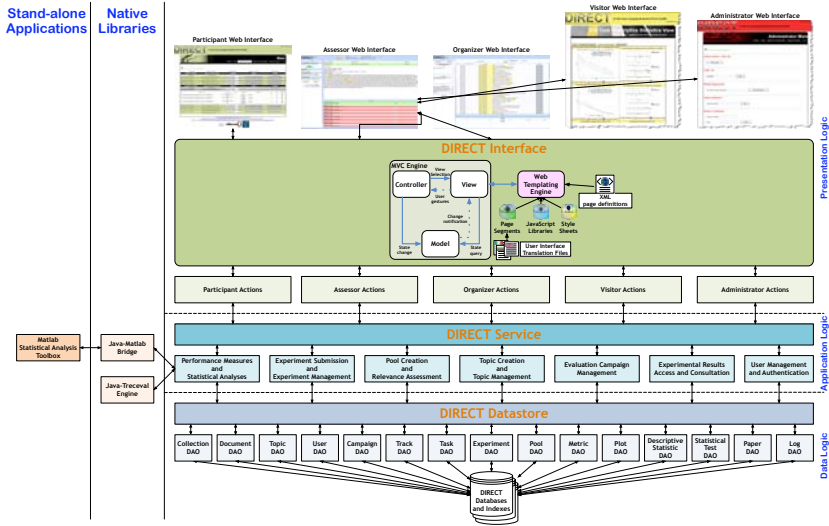 Stand-alone
Applications
Native
Libraries
Participant Web Interface
Assessor Web Interface
Organizer Web Interface
Visitor Web Interface
Administrator Web Interface
DIRECT
DIRECT
DIRECT Interface
MVC Engine
Controller
View
Selection
View
User
gestures
Change
notification
Model
State
change
State
query
Web
Templating
Engine
XML
page definitions
Page
Segments
JavaScript
Libraries
Style
Sheets
User Interface
Translation Files
Presentation Logic
Participant Actions
Assessor Actions
Organizer Actions
Visitor Actions
Administrator Actions
DIRECT Service
Application Logic
Matlab
Statistical Analysis
Toolbox
Java-Matlab
Bridge
Java-Treceval
Engine
Performance Measures
and
Statistical Analyses
Experiment Submission
and
Experiment Management
Pool Creation
and
Relevance Assessment
Topic Creation
and
Topic Management
Evaluation Campaign
Management
Experimental Results
Access and Consultation
User Management
and Authentication
DIRECT Datastore
Data Logic
Collection
DAO
Document
DAO
Topic
DAO
User
DAO
Campaign
DAO
Track
DAO
Task
DAO
Experiment
DAO
Pool
DAO
Metric
DAO
Plot
DAO
Descriptive
Statistic
DAO
Statistical
Test
DAO
Paper
DAO
Log
DAO
DIRECT
Databases
and Indexes